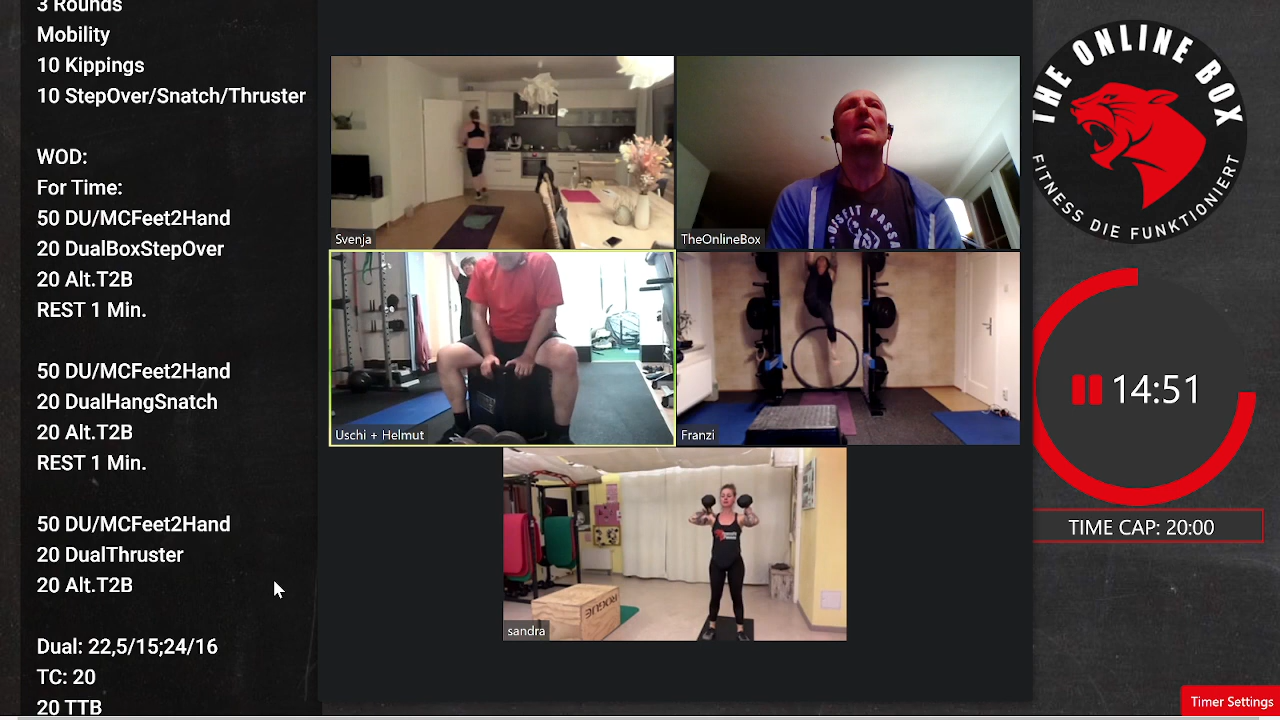 3 Rounds
Mobility
10 Kippings
10 StepOver/Snatch/Thruster
WOD:
For Time:
50 DU/MCFeet2Hand
20 DualBoxStepOver
20 Alt.T2B
REST 1 Min.
50 DU/MCFeet2Hand
20 DualHangSnatch
20 Alt.T2B
REST 1 Min.
50 DU/MCFeet2Hand
20 DualThruster
20 Alt.T2B
Dual: 22,5/15;24/16
TC: 20
20 TTB
Svenja
TheOnlineBox
Uschi + Helmut
Franzi
ROGUE
sandra
THE ONLINE BOX
FITNESS DIE FUNKTIONIERT
14:51
TIME CAP: 20:00
Timer Settings